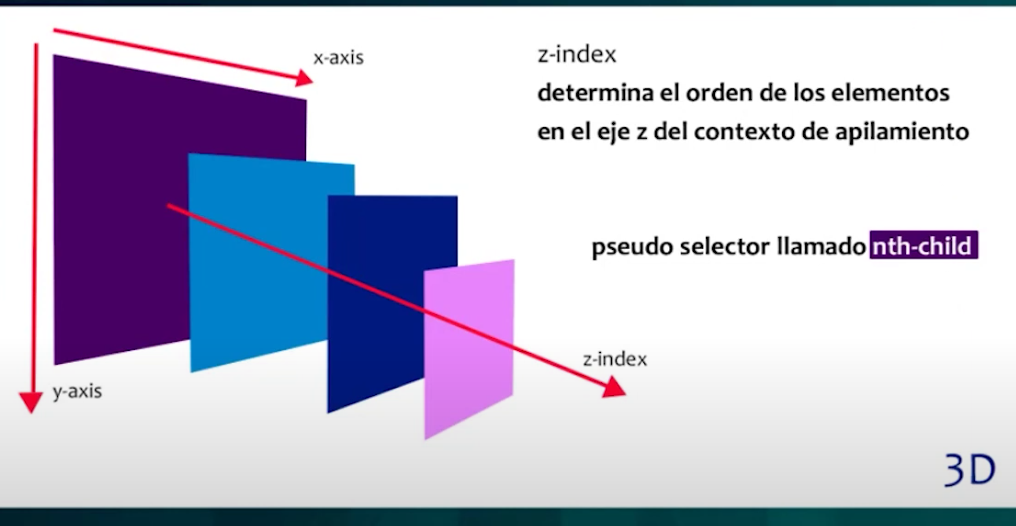 x-axis
z-index
determina el orden de los elementos
en el eje z del contexto de apilamiento
pseudo selector llamado nth-child
z-index
y-axis
3D